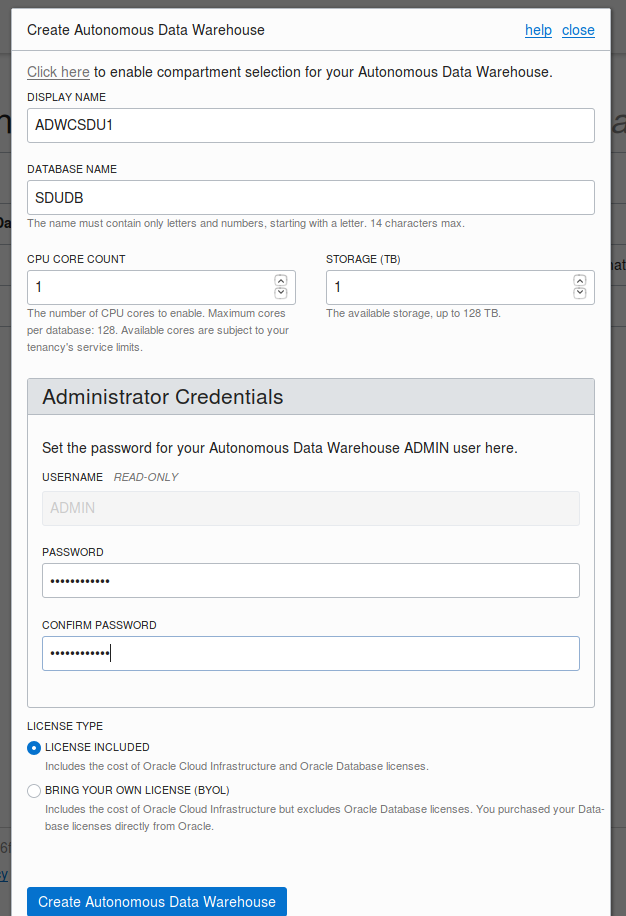 Create Autonomous Data Warehouse help close
Click here to enable compartment selection for your Autonomous Data Warehouse.
DISPLAY NAME
ADWCSDU1
DATABASE NAME
SDUDB
The name must contain only letters and numbers, starting with a letter. 14 characters max.
CPU CORE COUNT
1
The number of CPU cores to enable. Maximum cores
per database: 128. Available cores are subject to your
tenancy's service limits.
STORAGE (TB)
1
The available storage, up to 128 TB.
Administrator Credentials
Set the password for your Autonomous Data Warehouse ADMIN user here.
USERNAME READ-ONLY
ADMIN
PASSWORD
••••••••••••
CONFIRM PASSWORD
••••••••••••
LICENSE TYPE
LICENSE INCLUDED
Includes the cost of Oracle Cloud Infrastructure and Oracle Database licenses.
BRING YOUR OWN LICENSE (BYOL)
Includes the cost of Oracle Cloud Infrastructure but excludes Oracle Database licenses. You purchased your Data-
base licenses directly from Oracle.
Create Autonomous Data Warehouse